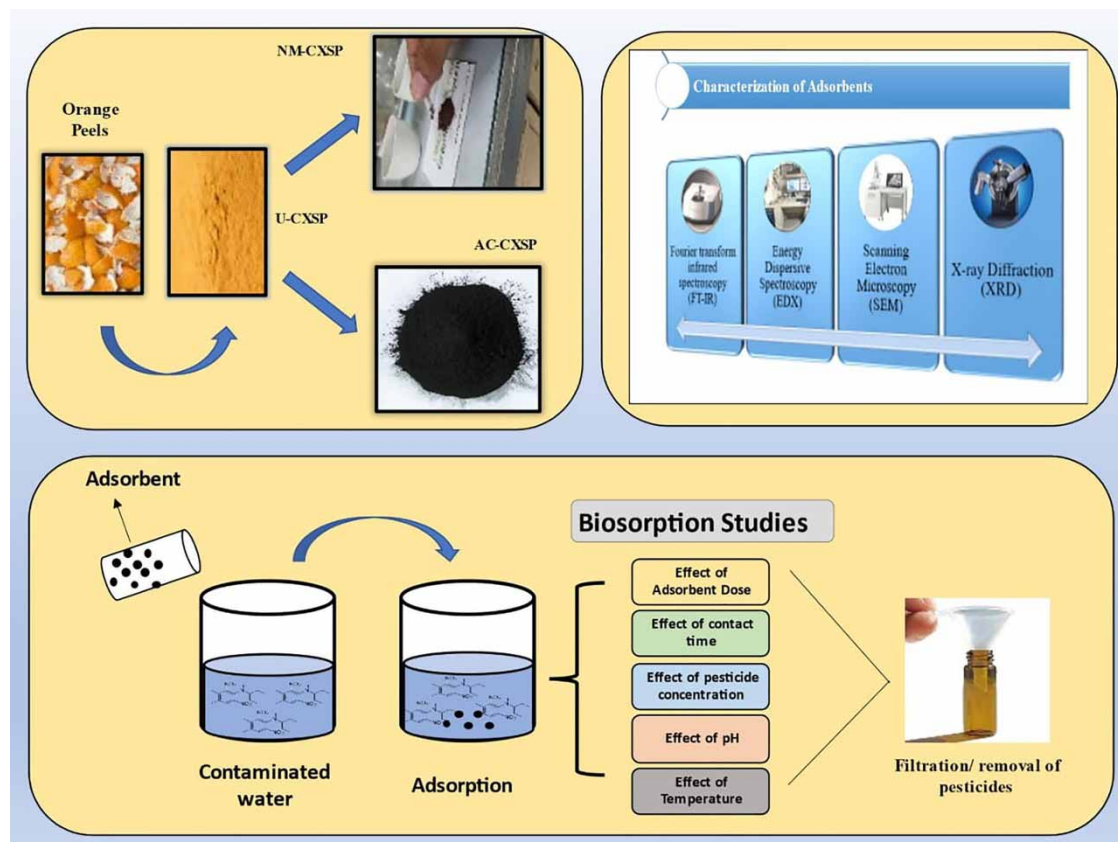 NM-CXSP
Orange
Peels
U-CXSP
AC-CXSP
Characterization of Adsorbents
Fourier transform
infrared
spectroscopy
(FT-IR)
Energy
Dispersive
Spectroscopy
(EDX)
Scanning
Electron
Microscopy
(SEM)
X-ray Diffraction
(XRD)
Adsorbent
Contaminated
water
Adsorption
Biosorption Studies
Effect of
Adsorbent Dose
Effect of contact
time
Effect of pesticide
concentration
Effect of pH
Effect of
Temperature
Filtration/ removal of
pesticides